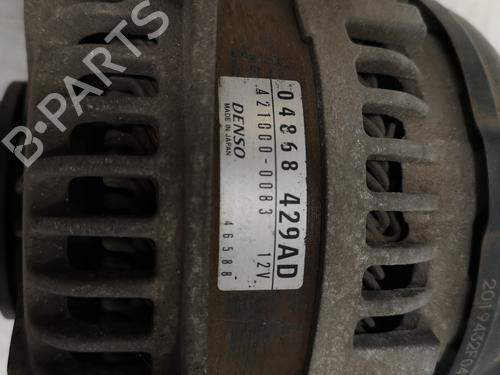 B-PARTS
04868 429AD
421000-0083 12V
DENSO
MADE IN JAPAN
46588